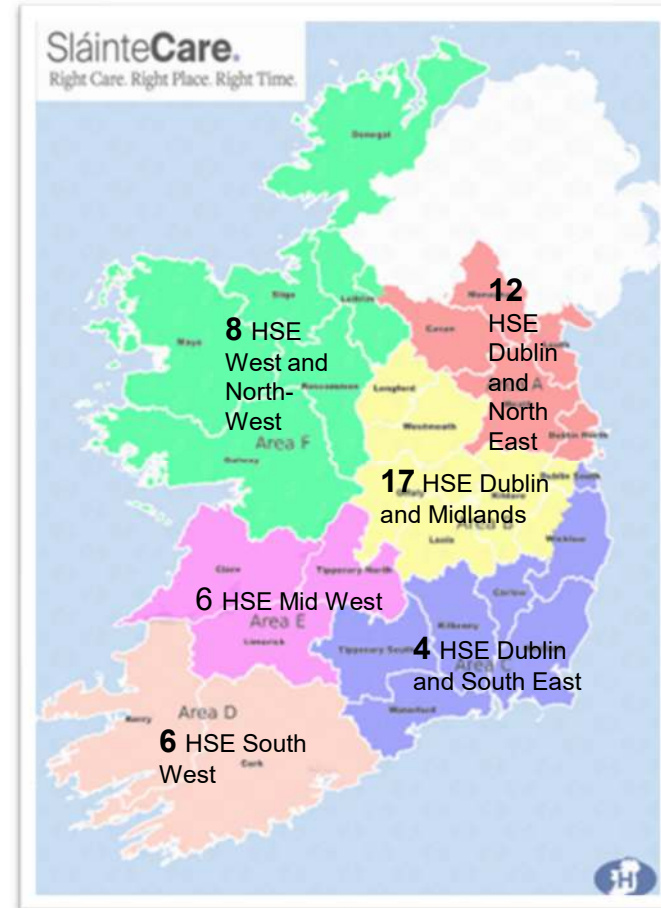 SláinteCare.
Right Care. Right Place. Right Time.
Donegal
Sligo
Leitrim
Mayo
8 HSE
West and
North-
West
Roscommon
Area F
Galway
12
HSE
Dublin
and
North
East
Cavan
Dublin North
Longford
Westmeath
17 HSE Dublin
and Midlands
Kildare
Laois
Dublin South
Wicklow
Clare
Tipperary North
6 HSE Mid West
Area E
Limerick
Carlow
Kilkenny
Tipperary South
4 HSE Dublin
and South East
Area C
Waterford
Area D
Kerry
6 HSE South
West
Cork